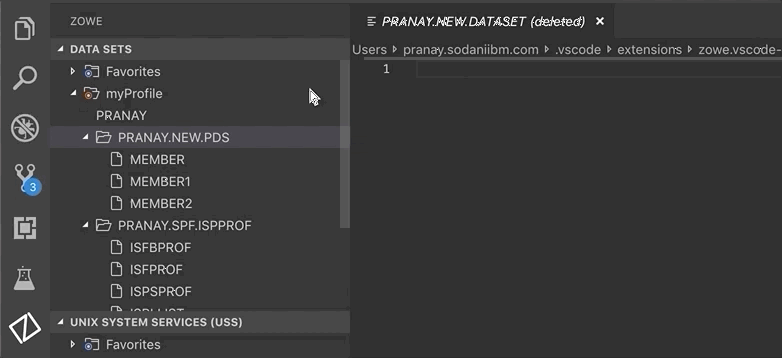 ZOWE
DATA SETS
Favorites
myProfile
PRANAY
PRANAY.NEW.PDS
MEMBER
MEMBER1
MEMBER2
PRANAY.SPF.ISPPROF
ISFBPROF
ISFPROF
ISPSPROF
UNIX SYSTEM SERVICES (USS)
Favorites
3
PRANAY.NEW.DATASET (deleted)
Users > pranay.sodaniibm.com > .vscode > extensions > zowe.vscode-
1